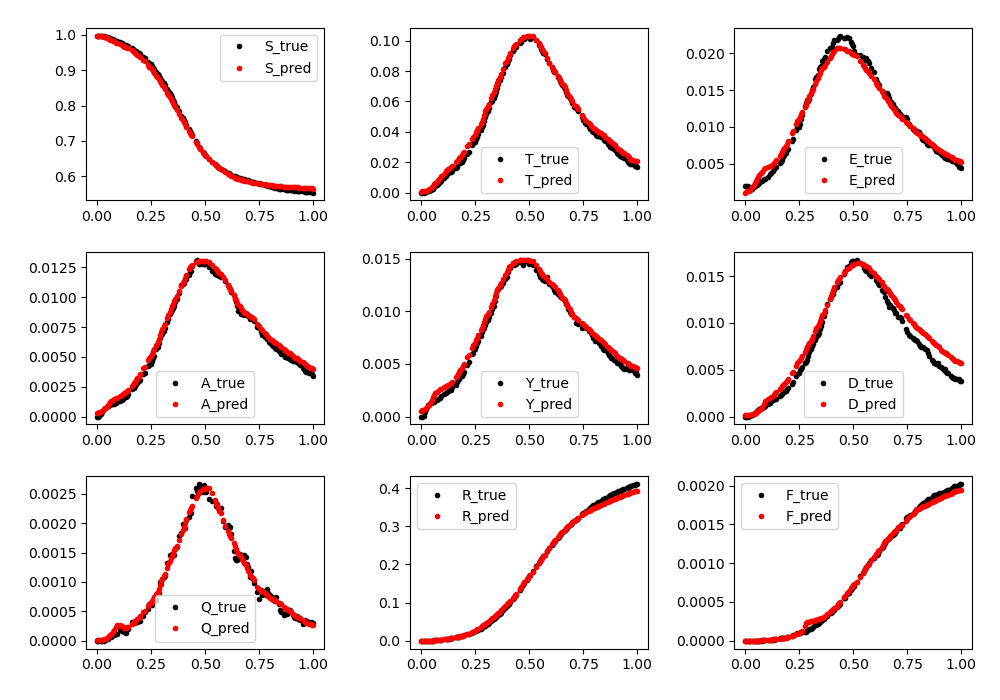 1.0
0.9
0.8
0.7
0.6
S_true
S_pred
0.00 0.25 0.50 0.75 1.00
0.10
0.08
0.06
0.04
0.02
0.00
T_true
T_pred
0.00 0.25 0.50 0.75 1.00
0.020
0.015
0.010
0.005
E_true
E_pred
0.00 0.25 0.50 0.75 1.00
0.0125
0.0100
0.0075
0.0050
0.0025
0.0000
A_true
A_pred
0.00 0.25 0.50 0.75 1.00
0.015
0.010
0.005
0.000
Y_true
Y_pred
0.00 0.25 0.50 0.75 1.00
0.015
0.010
0.005
0.000
D_true
D_pred
0.00 0.25 0.50 0.75 1.00
0.0025
0.0020
0.0015
0.0010
0.0005
0.0000
Q_true
Q_pred
0.00 0.25 0.50 0.75 1.00
0.4
0.3
0.2
0.1
0.0
R_true
R_pred
0.00 0.25 0.50 0.75 1.00
0.0020
0.0015
0.0010
0.0005
0.0000
F_true
F_pred
0.00 0.25 0.50 0.75 1.00